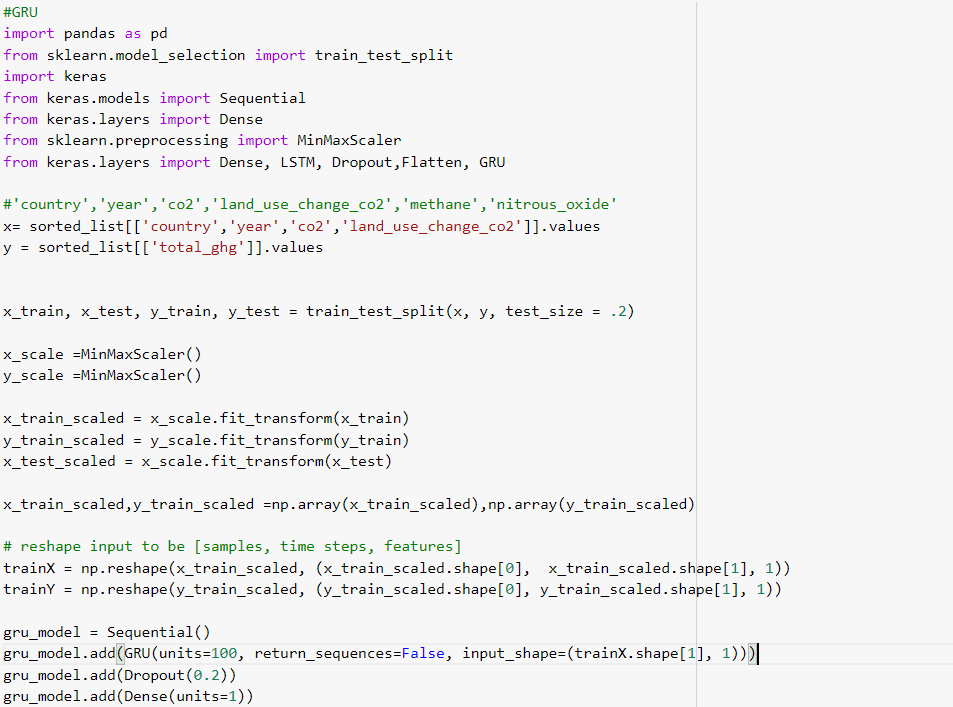 #GRU
import pandas as pd
from sklearn.model_selection import train_test_split
import keras
from keras.models import Sequential
from keras.layers import Dense
from sklearn.preprocessing import MinMaxScaler
from keras.layers import Dense, LSTM, Dropout,Flatten, GRU
#'country','year','co2','land_use_change_co2','methane','nitrous_oxide'
x= sorted_list[['country','year','co2','land_use_change_co2']].values
y = sorted_list[['total_ghg']].values
x_train, x_test, y_train, y_test = train_test_split(x, y, test_size = .2)
x_scale =MinMaxScaler()
y_scale =MinMaxScaler()
x_train_scaled = x_scale.fit_transform(x_train)
y_train_scaled = y_scale.fit_transform(y_train)
x_test_scaled = x_scale.fit_transform(x_test)
x_train_scaled,y_train_scaled =np.array(x_train_scaled),np.array(y_train_scaled)
# reshape input to be [samples, time steps, features]
trainX = np.reshape(x_train_scaled, (x_train_scaled.shape[0],  x_train_scaled.shape[1], 1))
trainY = np.reshape(y_train_scaled, (y_train_scaled.shape[0], y_train_scaled.shape[1], 1))
gru_model = Sequential()
gru_model.add(GRU(units=100, return_sequences=False, input_shape=(trainX.shape[1], 1)))
gru_model.add(Dropout(0.2))
gru_model.add(Dense(units=1))